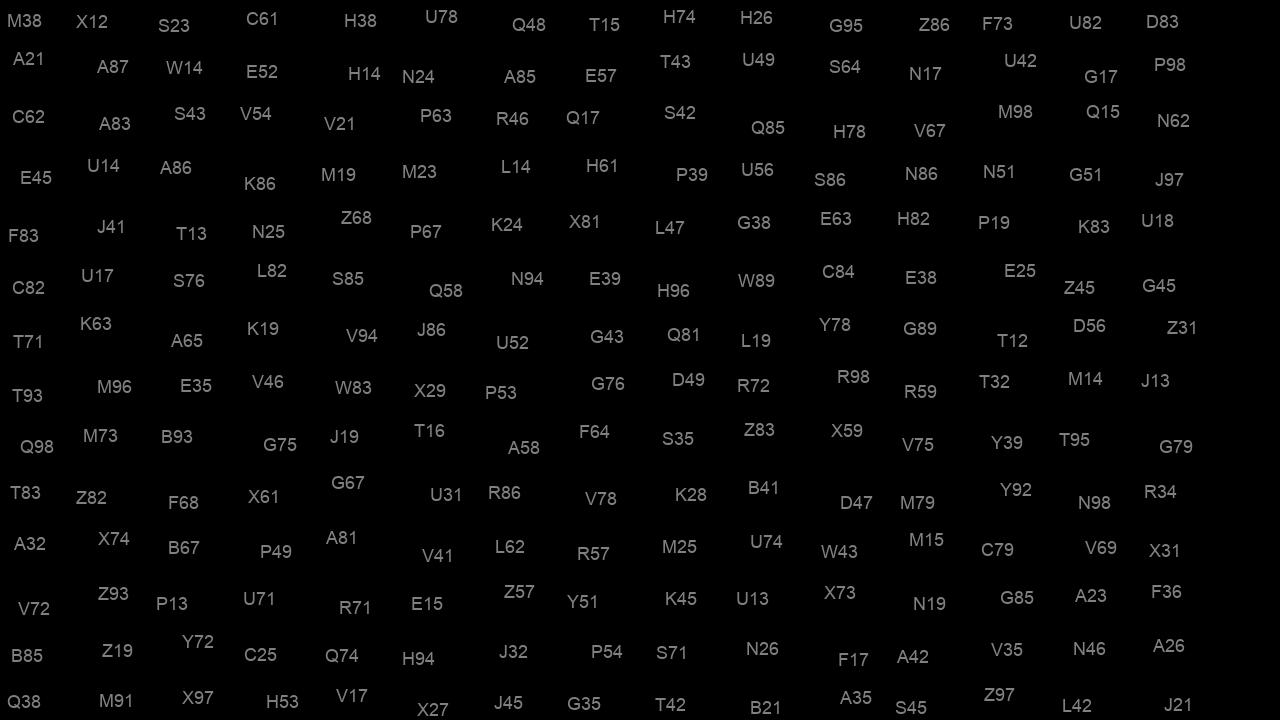 M38 X12 S23 C61 H38 U78 Q48 T15 H74 H26 G95 Z86 F73 U82 D83
A21 A87 W14 E52 H14 N24 A85 E57 T43 U49 S64 N17 U42 G17 P98
C62 A83 S43 V54 V21 P63 R46 Q17 S42 Q85 H78 V67 M98 Q15 N62
E45 U14 A86 K86 M19 M23 L14 H61 P39 U56 S86 N86 N51 G51 J97
F83 J41 T13 N25 Z68 P67 K24 X81 L47 G38 E63 H82 P19 K83 U18
C82 U17 S76 L82 S85 Q58 N94 E39 H96 W89 C84 E38 E25 Z45 G45
T71 K63 A65 K19 V94 J86 U52 G43 Q81 L19 Y78 G89 T12 D56 Z31
T93 M96 E35 V46 W83 X29 P53 G76 D49 R72 R98 R59 T32 M14 J13
Q98 M73 B93 G75 J19 T16 A58 F64 S35 Z83 X59 V75 Y39 T95 G79
T83 Z82 F68 X61 G67 U31 R86 V78 K28 B41 D47 M79 Y92 N98 R34
A32 X74 B67 P49 A81 V41 L62 R57 M25 U74 W43 M15 C79 V69 X31
V72 Z93 P13 U71 R71 E15 Z57 Y51 K45 U13 X73 N19 G85 A23 F36
B85 Z19 Y72 C25 Q74 H94 J32 P54 S71 N26 F17 A42 V35 N46 A26
Q38 M91 X97 H53 V17 X27 J45 G35 T42 B21 A35 S45 Z97 L42 J21